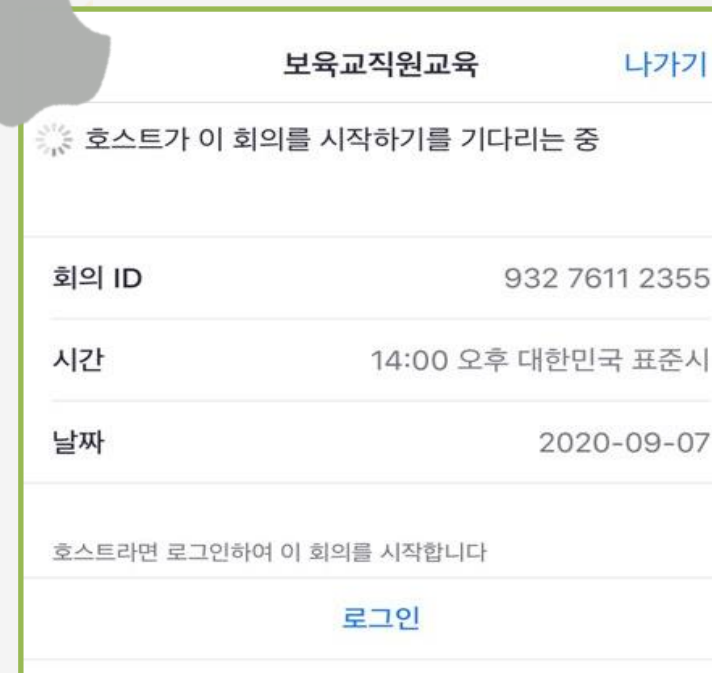 보육교직원교육 나가기
호스트가 이 회의를 시작하기를 기다리는 중
회의 ID 932 7611 2355
시간 14:00 오후 대한민국 표준시
날짜 2020-09-07
호스트라면 로그인하여 이 회의를 시작합니다
로그인